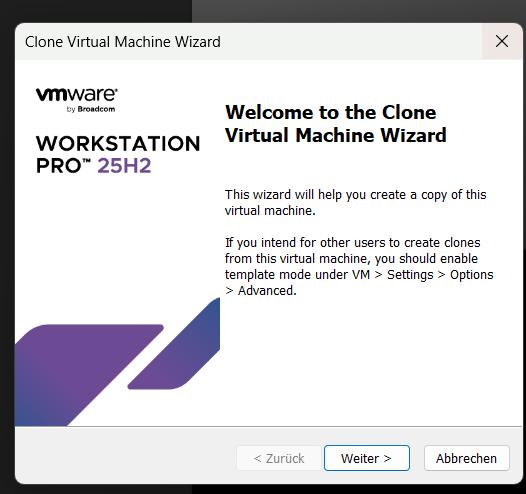 Clone Virtual Machine Wizard
vmware®
by Broadcom
WORKSTATION
PRO™ 25H2
Welcome to the Clone
Virtual Machine Wizard
This wizard will help you create a copy of this
virtual machine.
If you intend for other users to create clones
from this virtual machine, you should enable
template mode under VM > Settings > Options
> Advanced.
< Zurück
Weiter >
Abbrechen